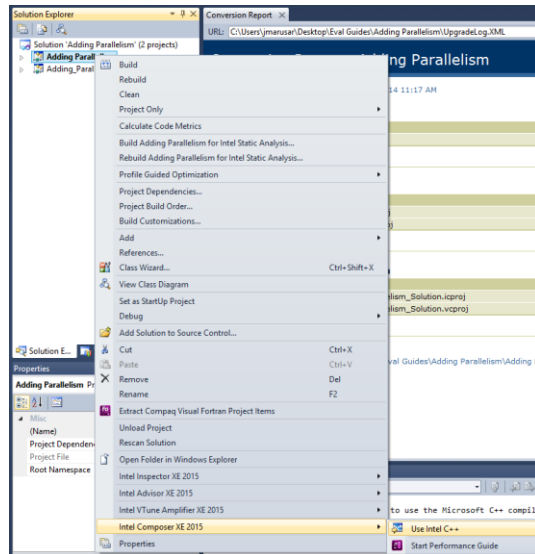 Solution Explorer
Conversion Report
URL: C:\Users\jmarusar\Desktop\Eval Guides\Adding Parallelism\UpgradeLog.XML
Solution 'Adding Parallelism' (2 projects)
Adding Paral
Adding_Paral
ng Parallelism
14 11:17 AM
Build
Rebuild
Clean
Project Only
Calculate Code Metrics
Build Adding Parallelism for Intel Static Analysis...
Rebuild Adding Parallelism for Intel Static Analysis...
Profile Guided Optimization
Project Dependencies...
Project Build Order...
Build Customizations...
Add
References...
Class Wizard... Ctrl+Shift+X
View Class Diagram
Set as StartUp Project
Debug
lism_Solution.icproj
lism_Solution.vcproj
Add Solution to Source Control...
Solution E...
Cut Ctrl+X
Paste Ctrl+V
val Guides\Adding Parallelism\Adding
Properties
Remove Del
Adding Parallelism Pr
Rename F2
Extract Compaq Visual Fortran Project Items
Misc
Unload Project
(Name)
Rescan Solution
Project Dependen
Project File
Open Folder in Windows Explorer
Root Namespace
Intel Inspector XE 2015
Intel Advisor XE 2015
Intel VTune Amplifier XE 2015
to use the Microsoft C++ compil
Intel Composer XE 2015
Use Intel C++
Properties
Start Performance Guide